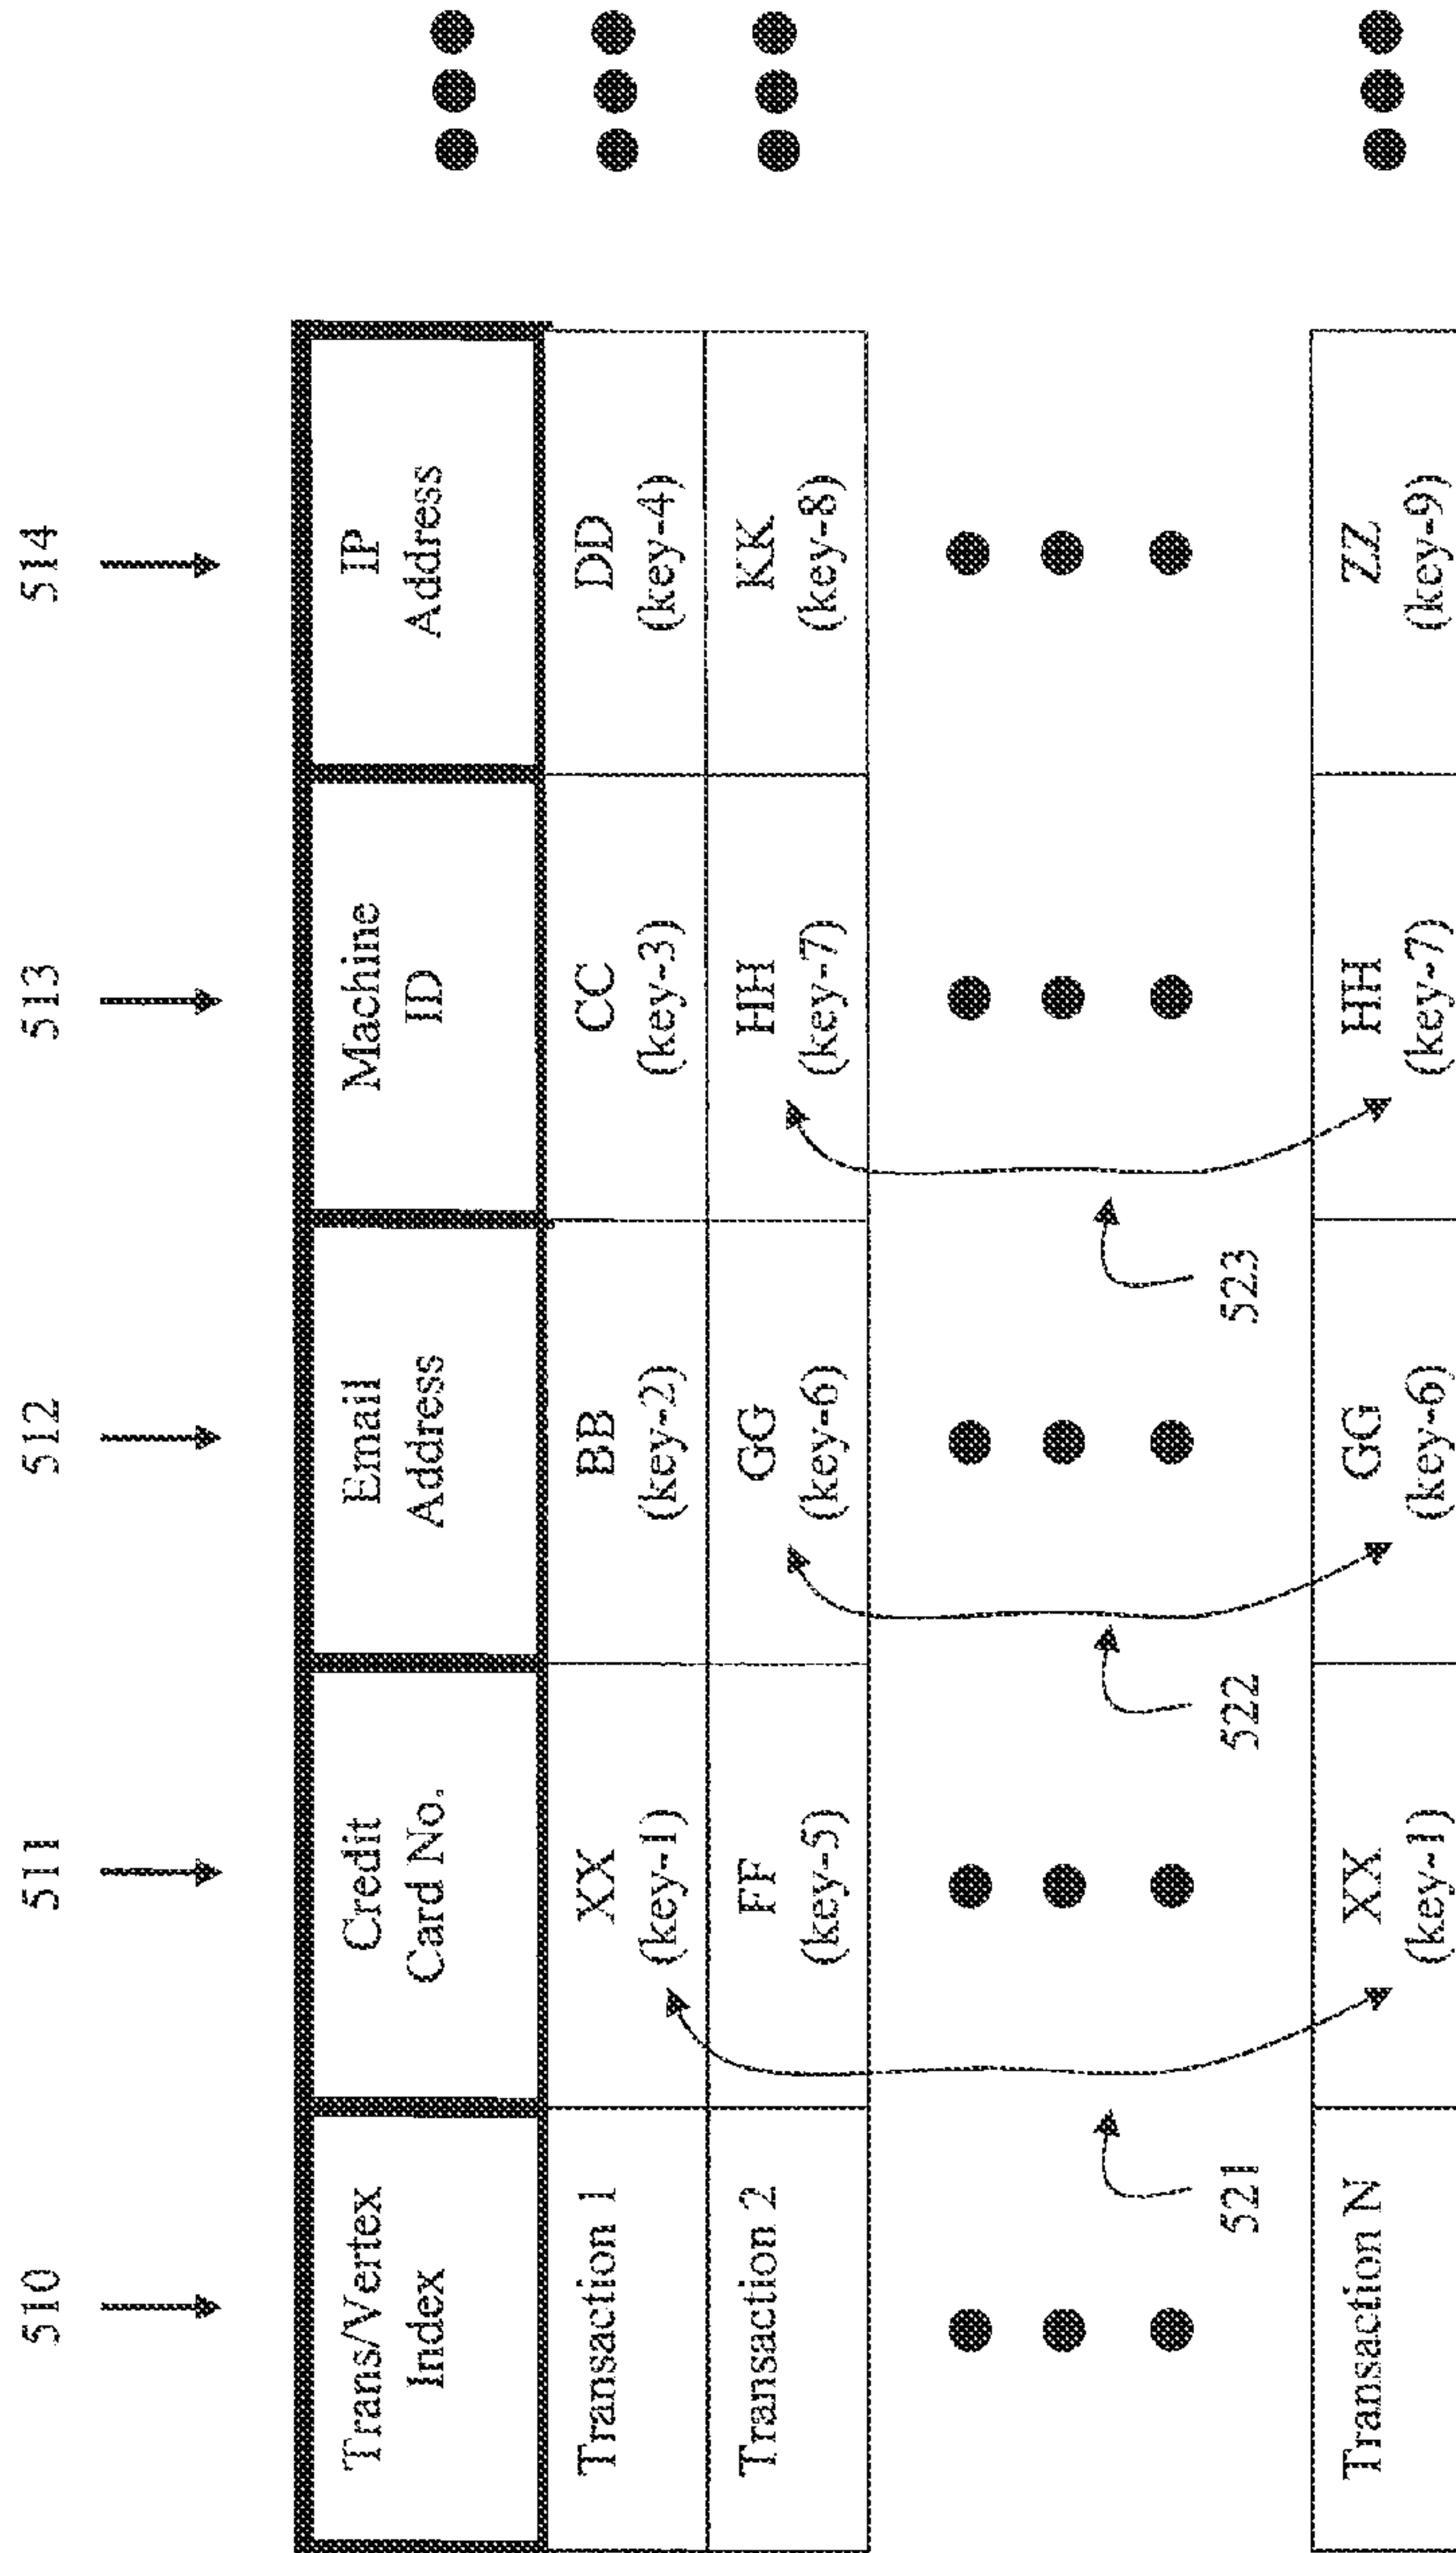 510
511
512
513
514
Trans/Vertex
Index
Credit
Card No.
Email
Address
Machine
ID
IP
Address
Transaction 1
XX
(key-1)
BB
(key-2)
CC
(key-3)
DD
(key-4)
Transaction 2
FF
(key-5)
GG
(key-6)
HH
(key-7)
KK
(key-8)
521
522
523
Transaction N
XX
(key-1)
GG
(key-6)
HH
(key-7)
ZZ
(key-9)